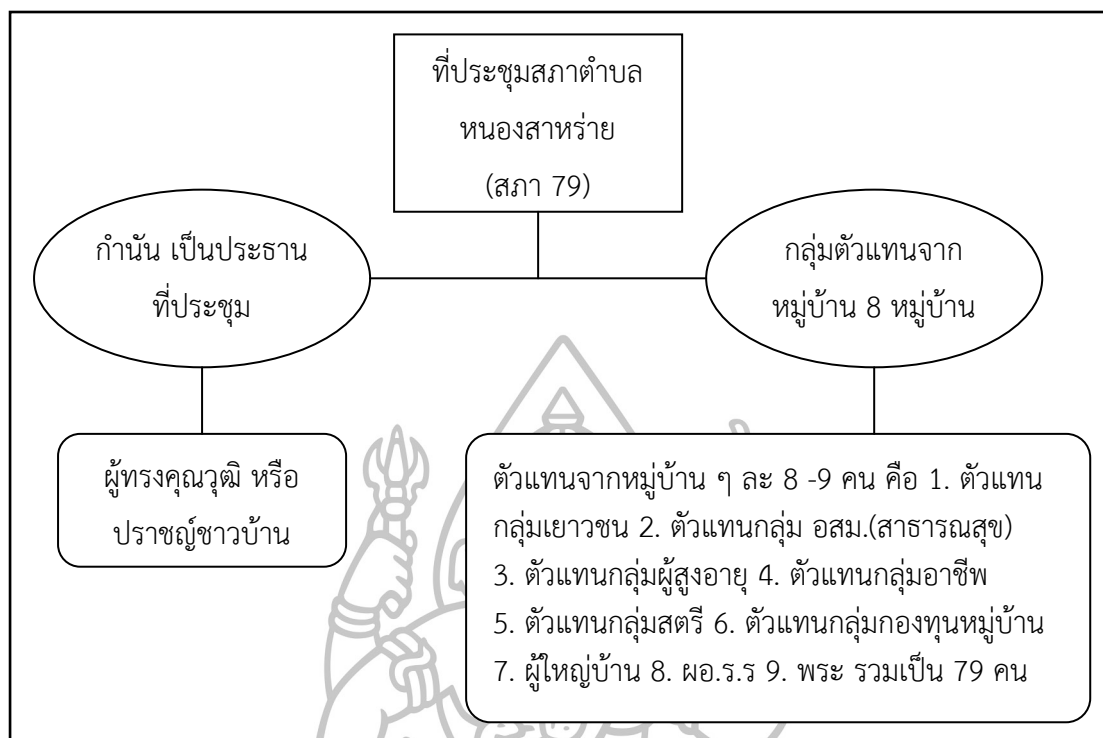 ที่ประชุมสภาตำบล
หนองสาหร่าย
(สภา 79)
กำนัน เป็นประธาน
ที่ประชุม
กลุ่มตัวแทนจาก
หมู่บ้าน 8 หมู่บ้าน
ผู้ทรงคุณวุฒิ หรือ
ปราชญ์ชาวบ้าน
ตัวแทนจากหมู่บ้าน ๆ ละ 8 -9 คน คือ 1. ตัวแทน
กลุ่มเยาวชน 2. ตัวแทนกลุ่ม อสม.(สาธารณสุข)
3. ตัวแทนกลุ่มผู้สูงอายุ 4. ตัวแทนกลุ่มอาชีพ
5. ตัวแทนกลุ่มสตรี 6. ตัวแทนกลุ่มกองทุนหมู่บ้าน
7. ผู้ใหญ่บ้าน 8. ผอ.ร.ร 9. พระ รวมเป็น 79 คน